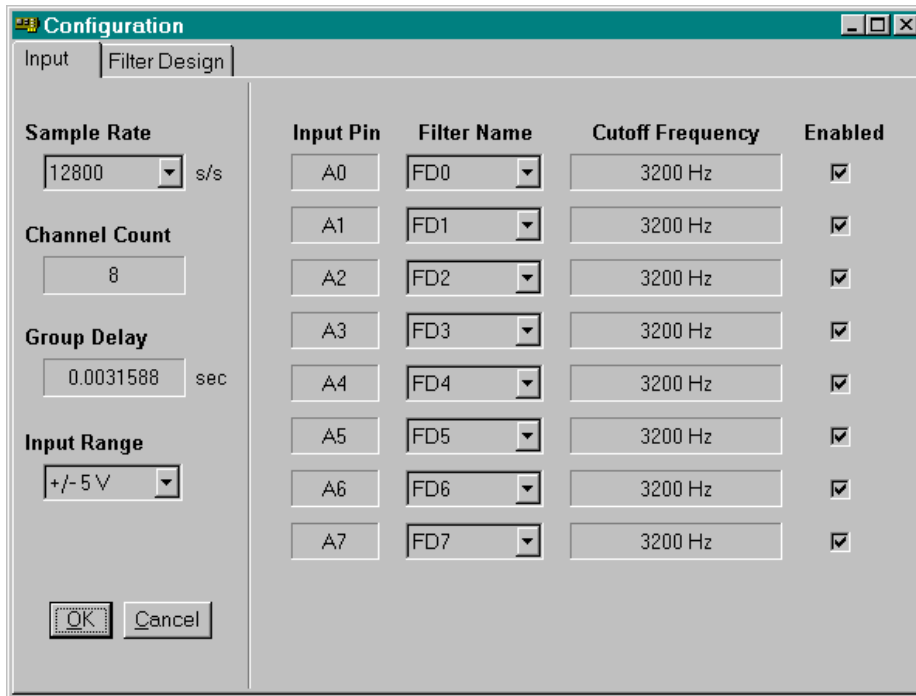 Configuration
Input
Filter Design
Sample Rate
12800 s/s
Channel Count
8
Group Delay
0.0031588 sec
Input Range
+/- 5 V
OK
Cancel
Input Pin Filter Name Cutoff Frequency Enabled
A0 FD0 3200 Hz
A1 FD1 3200 Hz
A2 FD2 3200 Hz
A3 FD3 3200 Hz
A4 FD4 3200 Hz
A5 FD5 3200 Hz
A6 FD6 3200 Hz
A7 FD7 3200 Hz